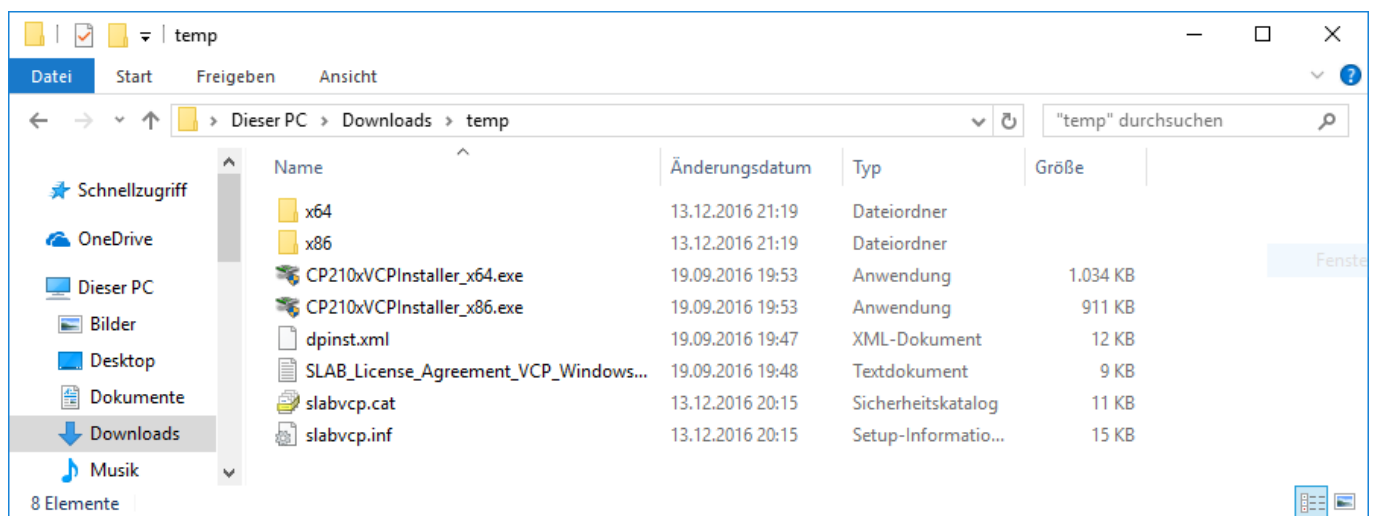 temp
Datei Start Freigeben Ansicht
Dieser PC > Downloads > temp "temp" durchsuchen
Name Änderungsdatum Typ Größe
Schnellzugriff
OneDrive
Dieser PC
Bilder
Desktop
Dokumente
Downloads
Musik
x64 13.12.2016 21:19 Dateiordner
x86 13.12.2016 21:19 Dateiordner
CP210xVCPInstaller_x64.exe 19.09.2016 19:53 Anwendung 1.034 KB
CP210xVCPInstaller_x86.exe 19.09.2016 19:53 Anwendung 911 KB
dpinst.xml 19.09.2016 19:47 XML-Dokument 12 KB
SLAB_License_Agreement_VCP_Windows... 19.09.2016 19:48 Textdokument 9 KB
slabvcp.cat 13.12.2016 20:15 Sicherheitskatalog 11 KB
slabvcp.inf 13.12.2016 20:15 Setup-Informatio... 15 KB
Fenste
8 Elemente